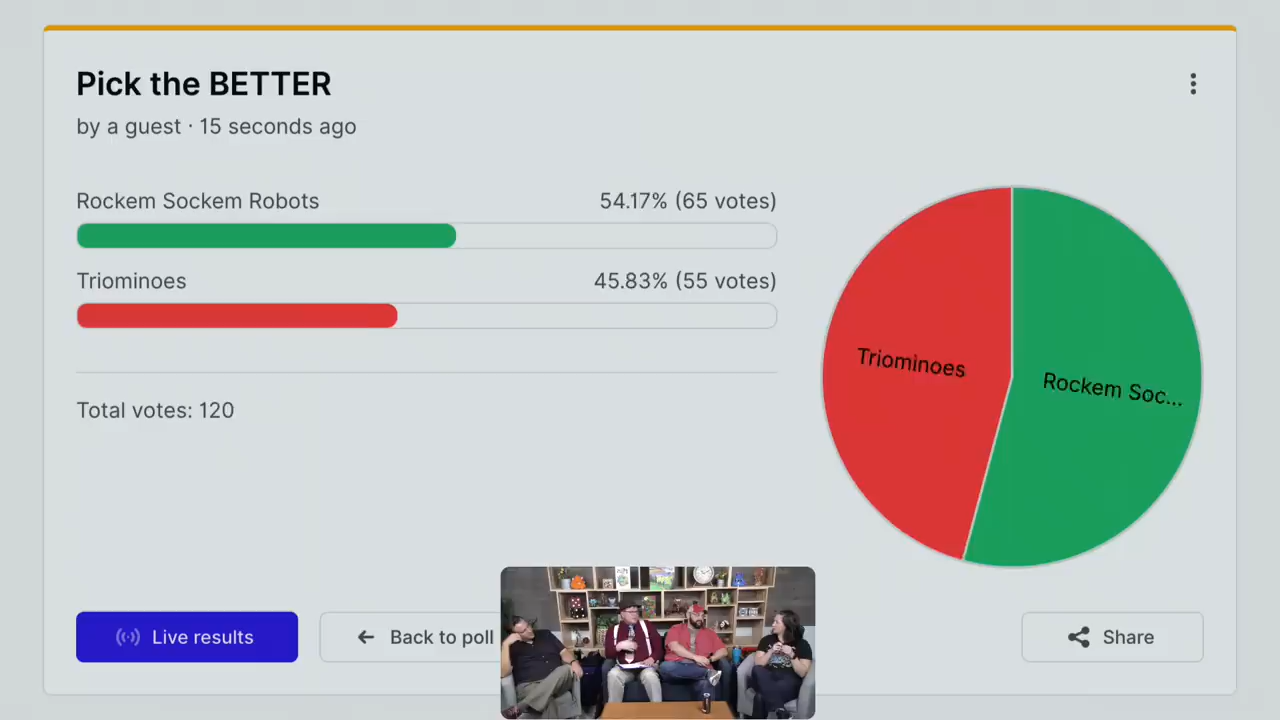 Pick the BETTER
by a guest · 15 seconds ago
Rockem Sockem Robots 54.17% (65 votes)
Triominoes 45.83% (55 votes)
Total votes: 120
Triominoes
Rockem Soc...
Live results
Back to poll
Share